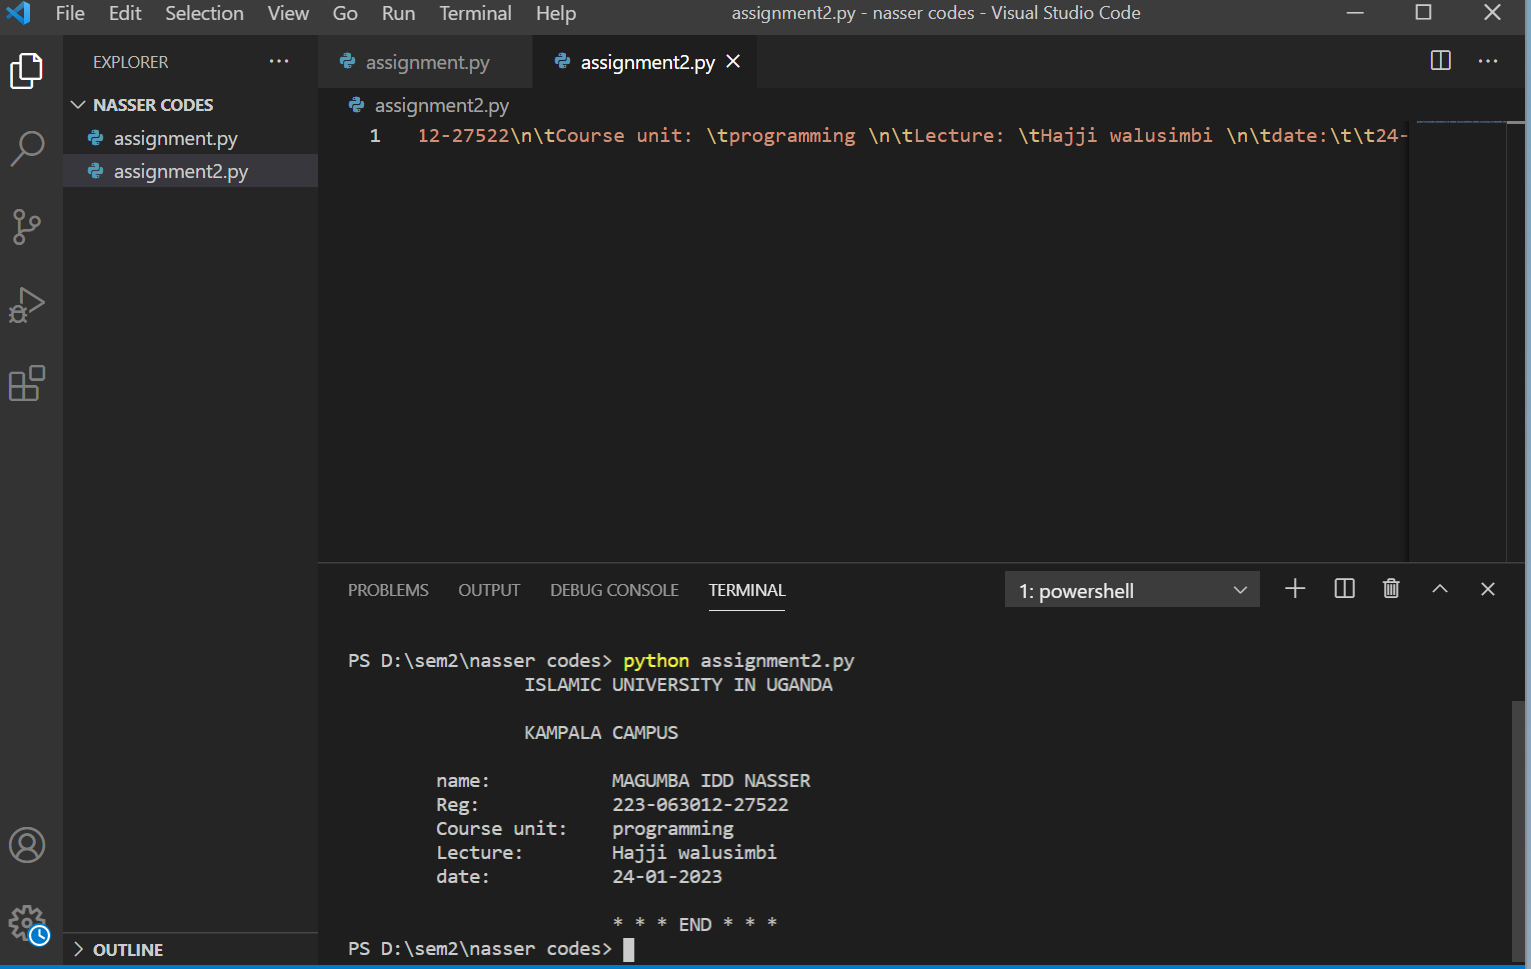 File Edit Selection View Go Run Terminal Help assignment2.py - nasser codes - Visual Studio Code
EXPLORER ···
assignment.py assignment2.py
NASSER CODES
assignment.py
assignment2.py
assignment2.py
1 12-27522\n\tCourse unit: \tprogramming \n\tLecture: \tHajji walusimbi \n\tdate:\t\t24-
PROBLEMS OUTPUT DEBUG CONSOLE TERMINAL 1: powershell
PS D:\sem2\nasser codes> python assignment2.py
ISLAMIC UNIVERSITY IN UGANDA
KAMPALA CAMPUS
name: MAGUMBA IDD NASSER
Reg: 223-063012-27522
Course unit: programming
Lecture: Hajji walusimbi
date: 24-01-2023
* * * END * * *
PS D:\sem2\nasser codes>
OUTLINE